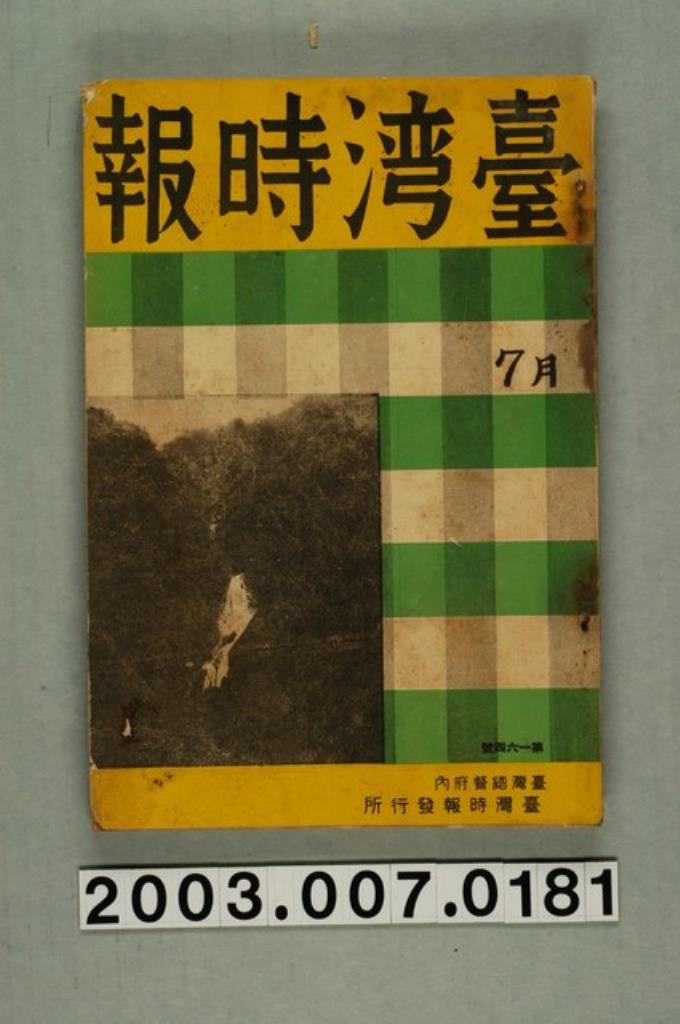 臺湾時報
7月
第一六四號
臺灣總督府內
臺灣時報發行所
2003.007.0181